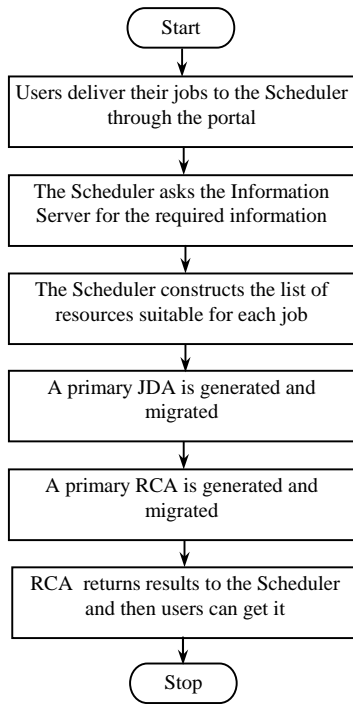 Start
Users deliver their jobs to the Scheduler
through the portal
The Scheduler asks the Information
Server for the required information
The Scheduler constructs the list of
resources suitable for each job
A primary JDA is generated and
migrated
A primary RCA is generated and
migrated
RCA returns results to the Scheduler
and then users can get it
Stop